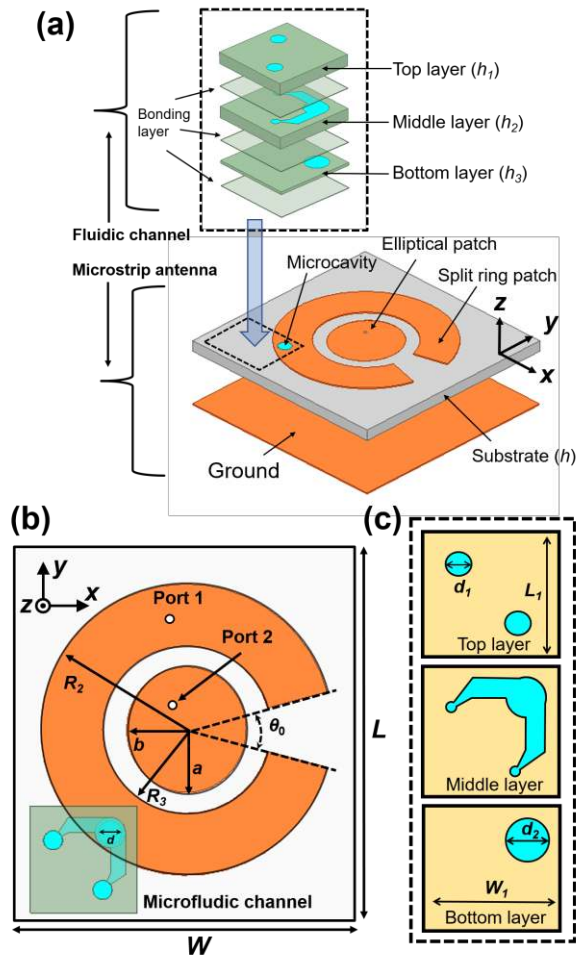 (a)
Top layer (h1)
Bonding
layer
Middle layer (h2)
Bottom layer (h3)
Fluidic channel
Microstrip antenna
Elliptical patch
Microcavity
Split ring patch
z
y
x
Substrate (h)
Ground
(b)
y
x
z
Port 1
Port 2
R2
θ0
b
a
R3
d
L
Microfludic channel
W
(c)
d1
L1
Top layer
Middle layer
d2
W1
Bottom layer